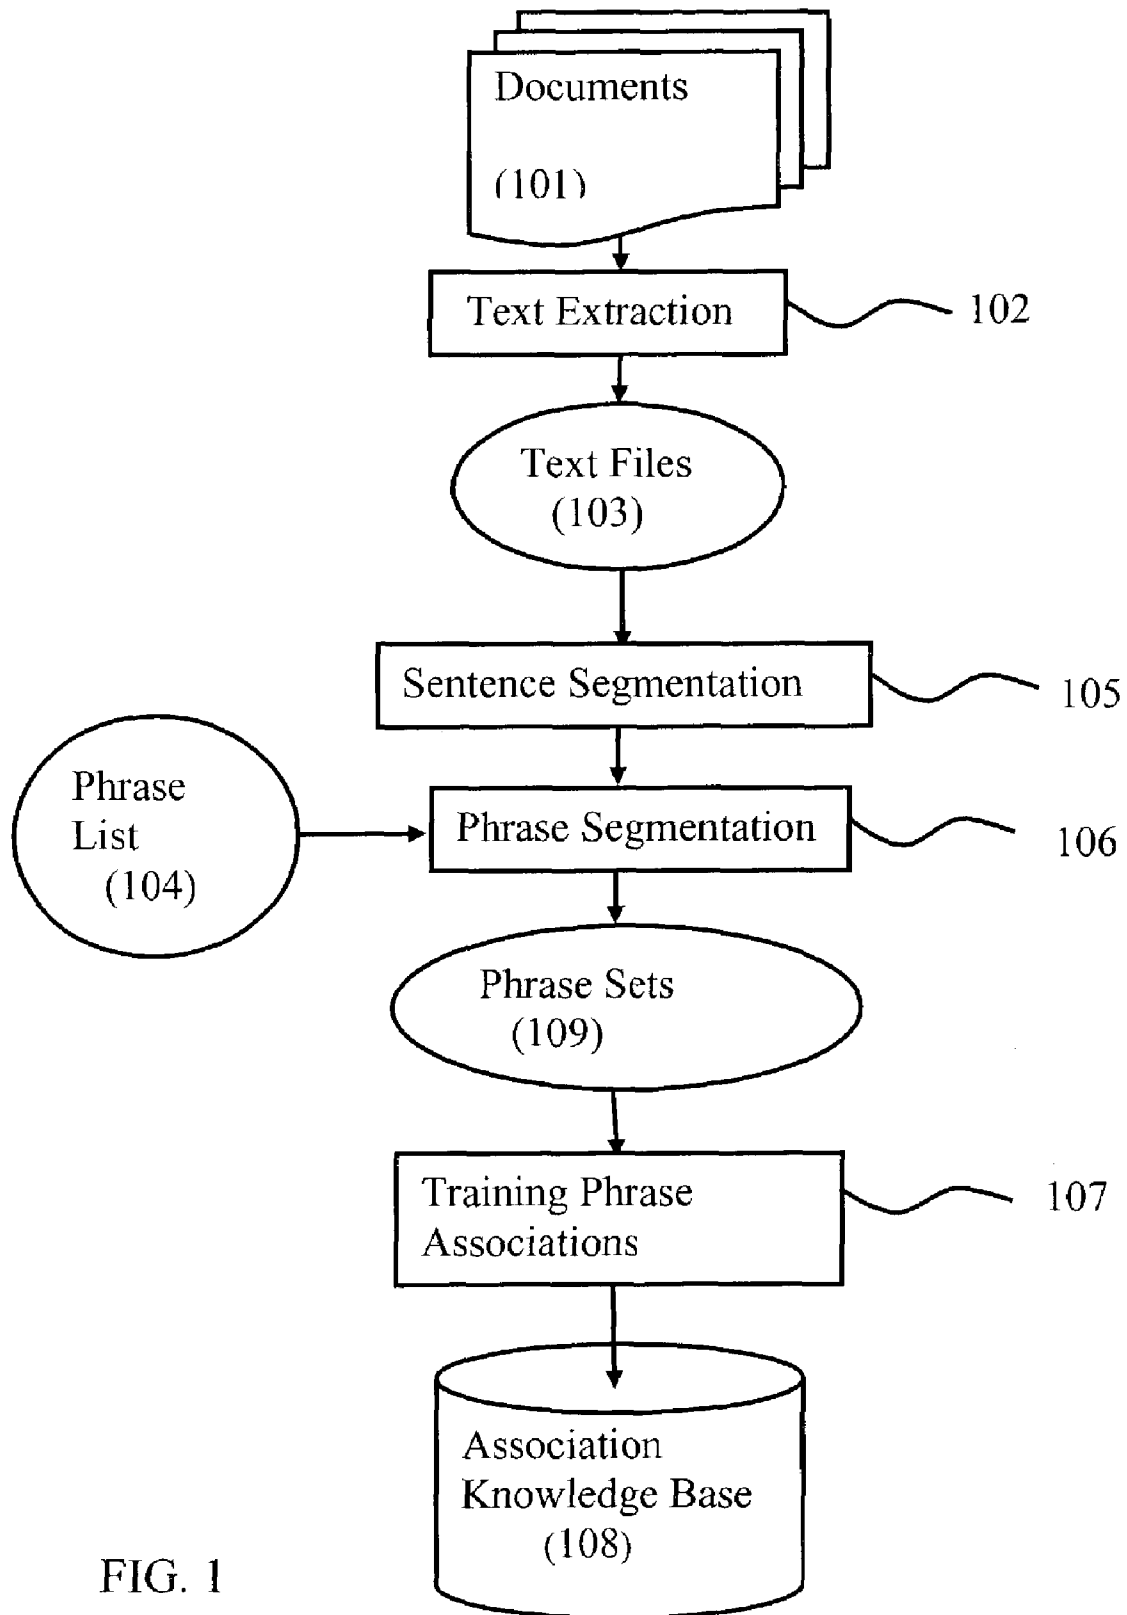 Documents
(101)
Text Extraction
102
Text Files
(103)
Sentence Segmentation
105
Phrase
List
(104)
Phrase Segmentation
106
Phrase Sets
(109)
Training Phrase
Associations
107
Association
Knowledge Base
(108)
FIG. 1